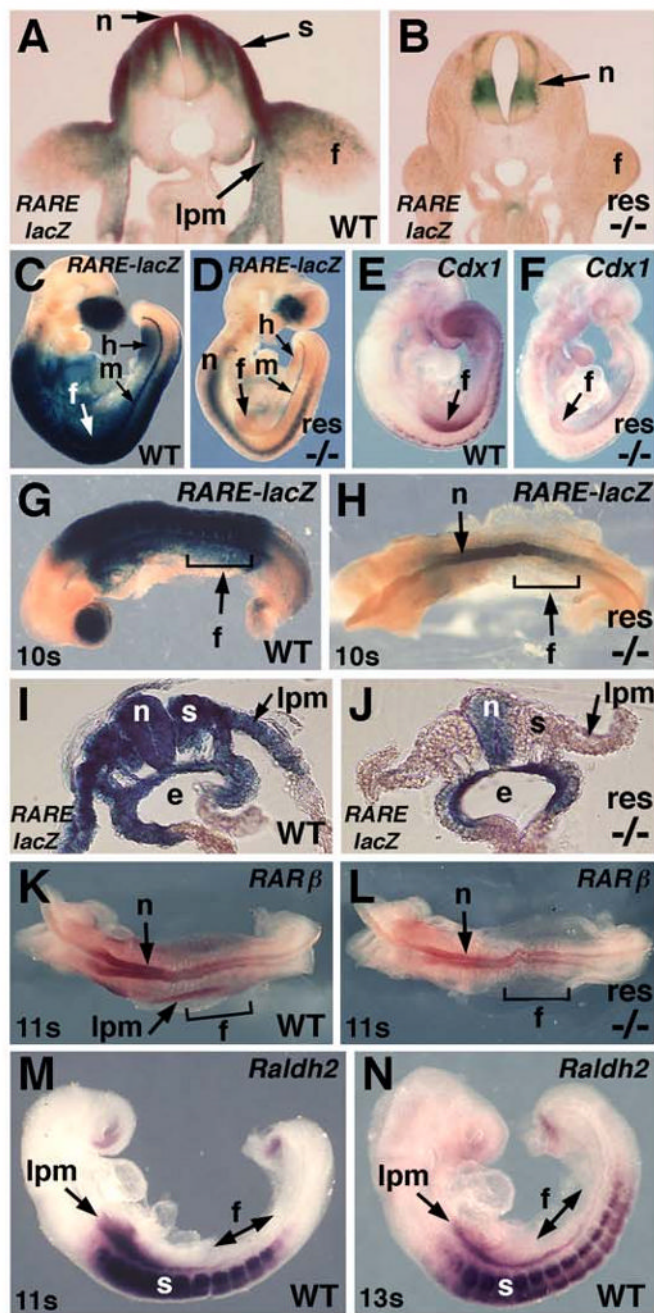 A
n
s
f
lpm
RARE
lacZ
WT
B
n
f
RARE
lacZ
res
-/-
C
RARE-lacZ
h
m
f
WT
D
RARE-lacZ
h
n
f
m
res
-/-
E
Cdx1
f
WT
F
Cdx1
f
res
-/-
G
RARE-lacZ
f
10s
WT
H
RARE-lacZ
n
f
10s
res
-/-
I
n
s
lpm
e
RARE
lacZ
WT
J
n
s
lpm
e
RARE
lacZ
res
-/-
K
RAR β
n
lpm
f
11s
WT
L
RAR β
n
f
11s
res
-/-
M
Raldh2
lpm
f
s
11s
WT
N
Raldh2
lpm
f
s
13s
WT